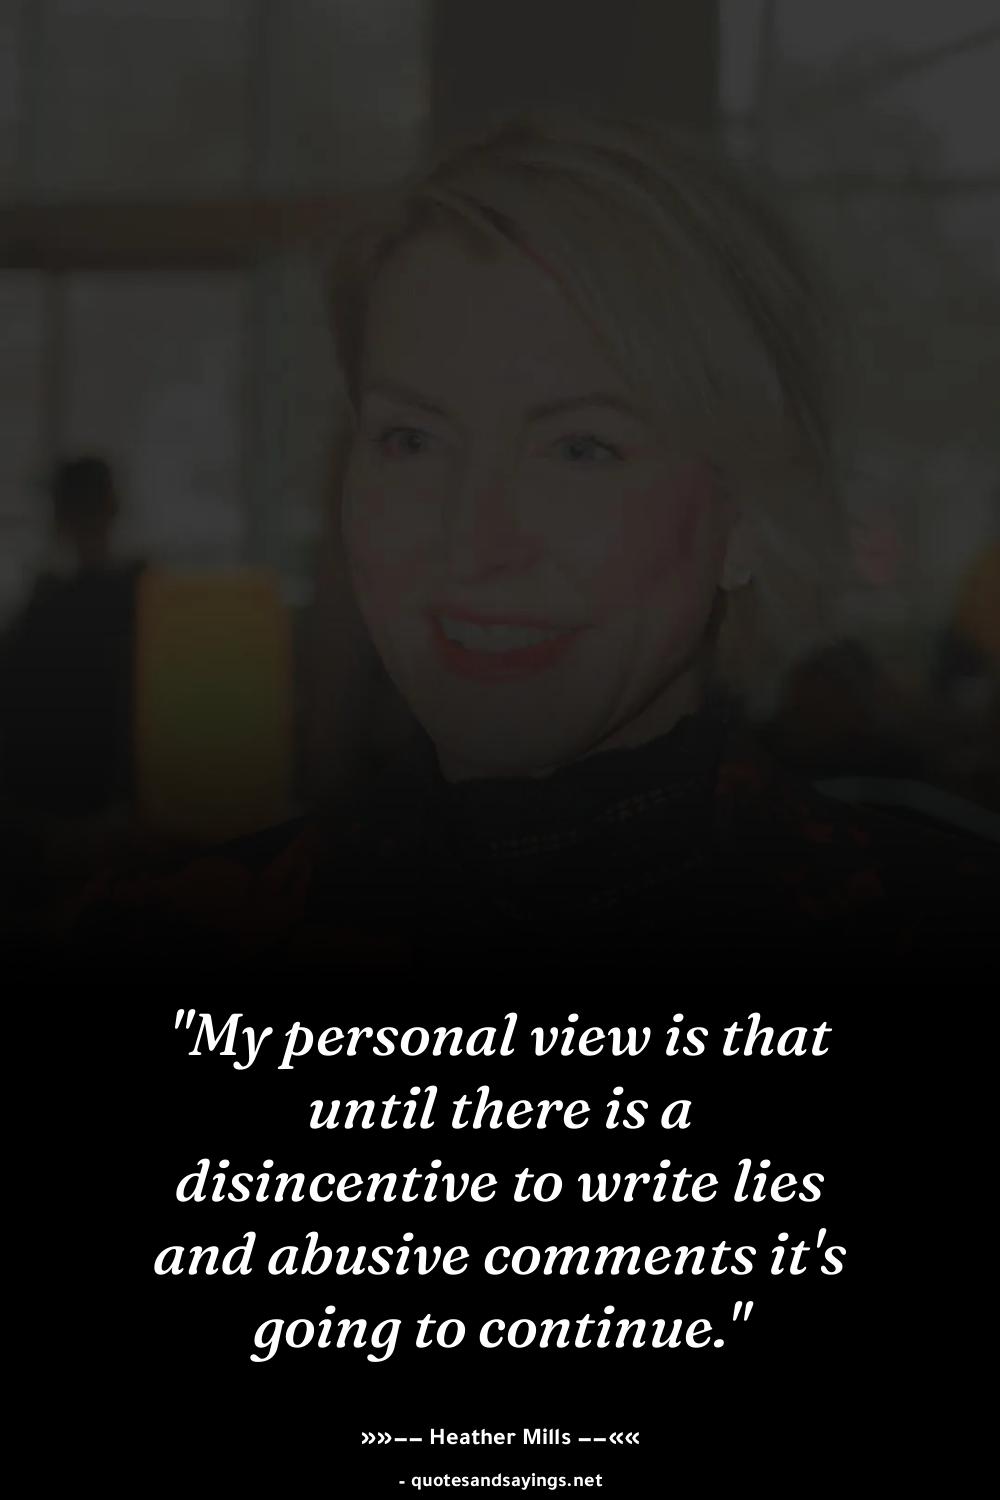 "My personal view is that
until there is a
disincentive to write lies
and abusive comments it's
going to continue."
»»−− Heather Mills −−««
- quotesandsayings.net